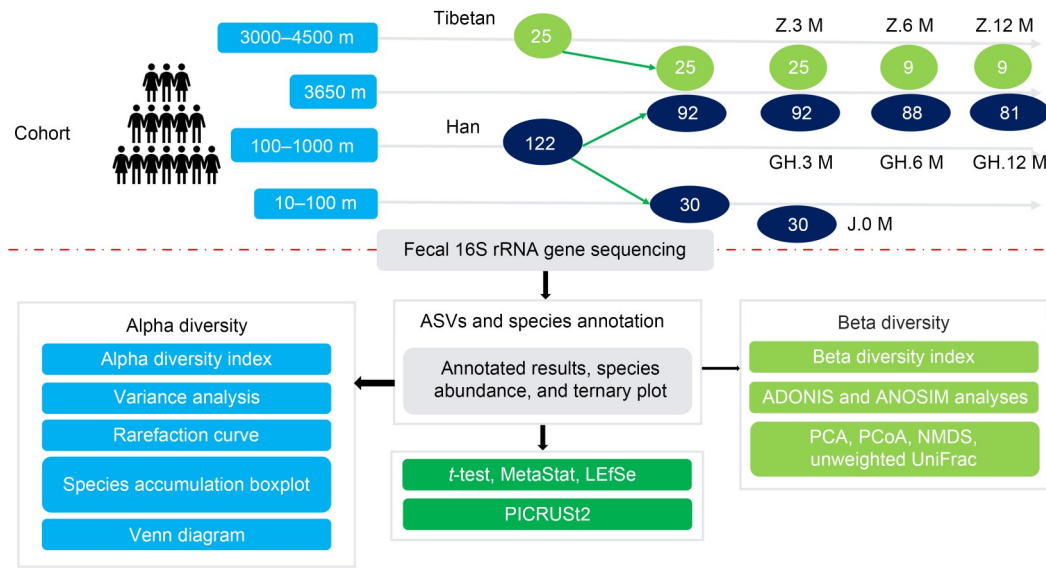 Tibetan
3000–4500 m
25
Z.3 M
Z.6 M
Z.12 M
25
25
9
9
3650 m
Cohort
Han
92
92
88
81
100–1000 m
122
GH.3 M
GH.6 M
GH.12 M
10–100 m
30
30
J.0 M
Fecal 16S rRNA gene sequencing
Alpha diversity
Alpha diversity index
Variance analysis
Rarefaction curve
Species accumulation boxplot
Venn diagram
ASVs and species annotation
Annotated results, species
abundance, and ternary plot
t-test, MetaStat, LEfSe
PICRUSt2
Beta diversity
Beta diversity index
ADONIS and ANOSIM analyses
PCA, PCoA, NMDS,
unweighted UniFrac